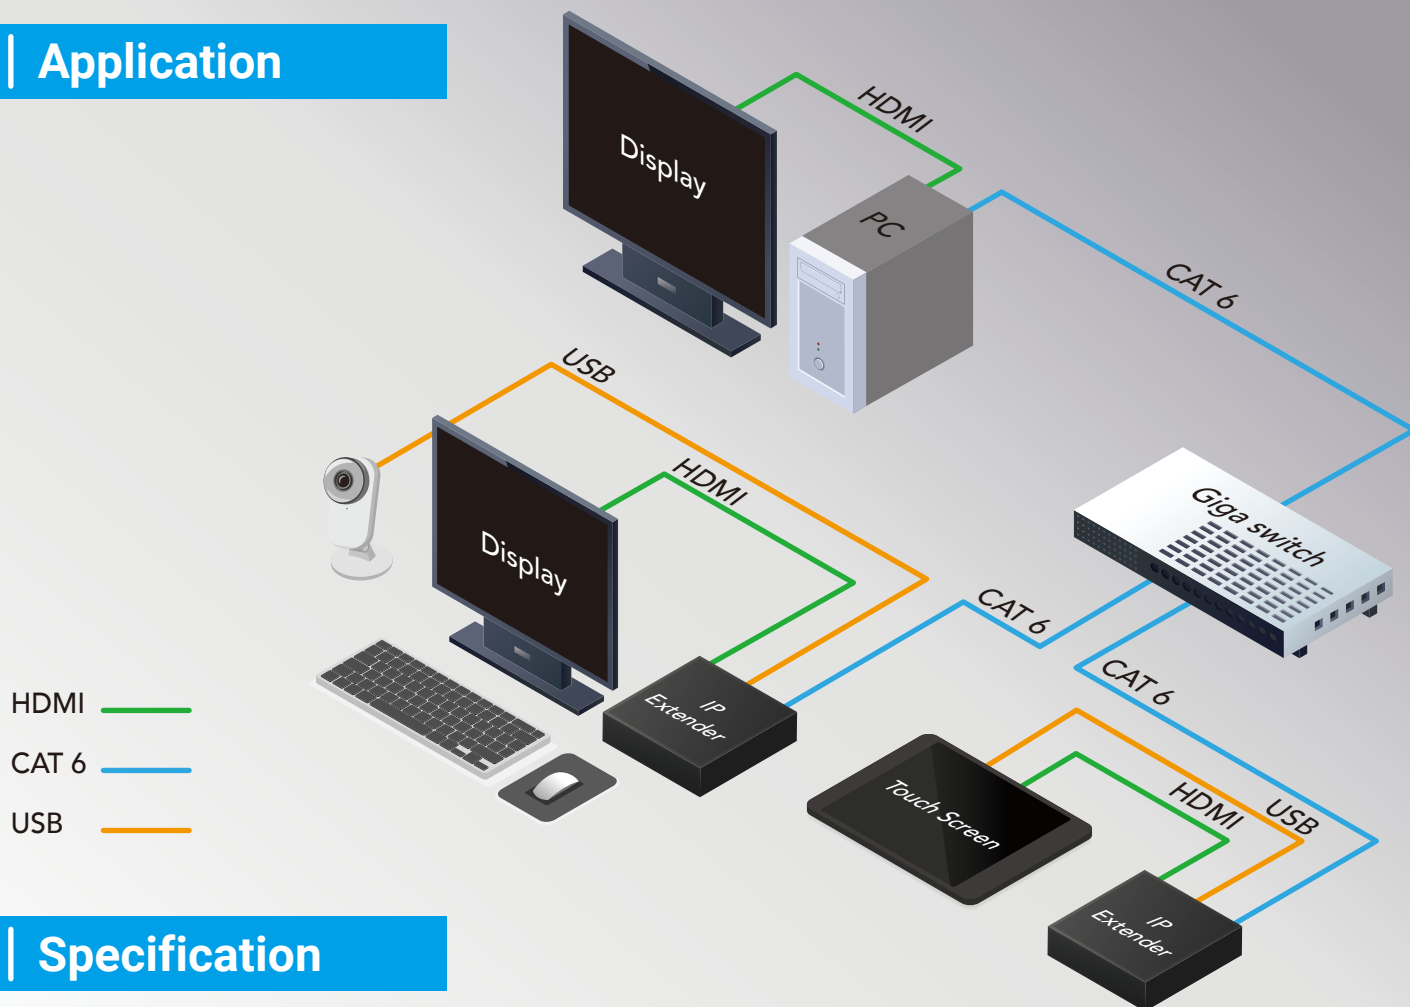 Application
HDMI
Display
PC
CAT 6
USB
HDMI
Display
Giga switch
CAT 6
CAT 6
IP
Extender
HDMI
CAT 6
USB
Touch Screen
HDMI
USB
IP
Extender
Specification